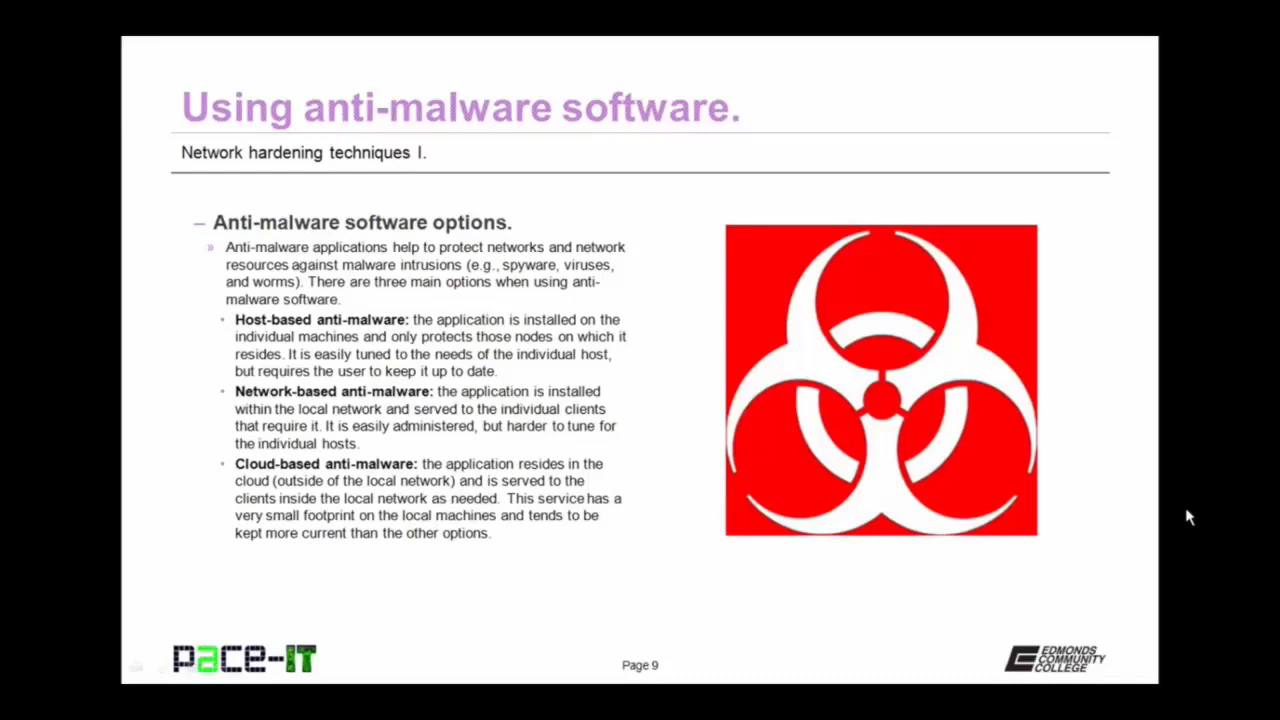 Using anti-malware software.
Network hardening techniques I.
– Anti-malware software options.
» Anti-malware applications help to protect networks and network
resources against malware intrusions (e.g., spyware, viruses,
and worms). There are three main options when using anti-
malware software.
• Host-based anti-malware: the application is installed on the
individual machines and only protects those nodes on which it
resides. It is easily tuned to the needs of the individual host,
but requires the user to keep it up to date.
• Network-based anti-malware: the application is installed
within the local network and served to the individual clients
that require it. It is easily administered, but harder to tune for
the individual hosts.
• Cloud-based anti-malware: the application resides in the
cloud (outside of the local network) and is served to the
clients inside the local network as needed. This service has a
very small footprint on the local machines and tends to be
kept more current than the other options.
pace-IT
Page 9
EDMONDS
COMMUNITY
COLLEGE